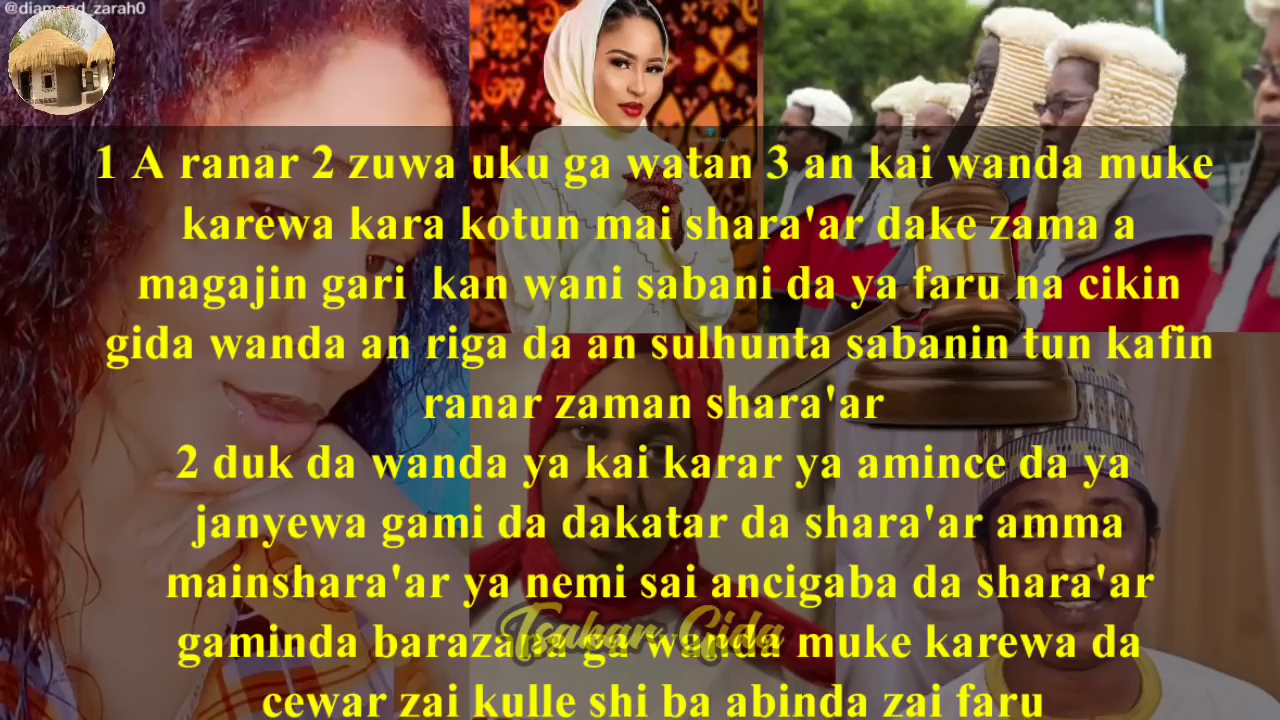 @diamond_zarah0
1 A ranar 2 zuwa uku ga watan 3 an kai wanda muke
karewa kara kotun mai shara'ar dake zama a
magajin gari kan wani sabani da ya faru na cikin
gida wanda an riga da an sulhunta sabanin tun kafin
ranar zaman shara'ar
2 duk da wanda ya kai karar ya amince da ya
janyewa gami da dakatar da shara'ar amma
mainshara'ar ya nemi sai ancigaba da shara'ar
gaminda barazana ga wanda muke karewa da
cewar zai kulle shi ba abinda zai faru
Tsakar Gida